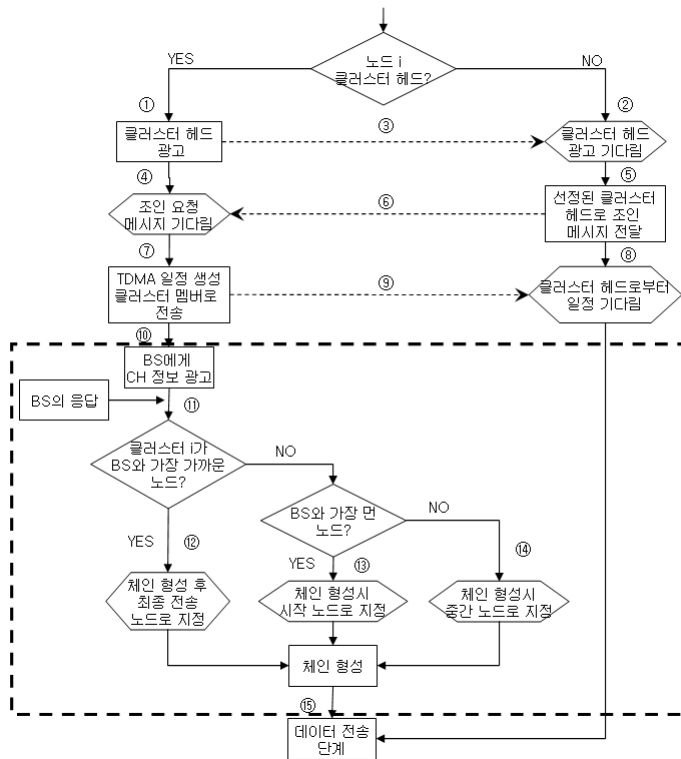 노드 i
클러스터 헤드?
YES
NO
①
②
클러스터 헤드
광고
③
클러스터 헤드
광고 기다림
④
⑤
조인 요청
메시지 기다림
⑥
선정된 클러스터
헤드로 조인
메시지 전달
⑦
⑧
TDMA 일정 생성
클러스터 멤버로
전송
⑨
클러스터 헤드로부터
일정 기다림
⑩
BS에게
CH 정보 광고
BS의 응답
⑪
클러스터 i가
BS와 가장 가까운
노드?
NO
BS와 가장 먼
노드?
NO
YES
⑫
YES
⑬
⑭
체인 형성 후
최종 전송
노드로 지정
체인 형성시
시작 노드로 지정
체인 형성시
중간 노드로 지정
체인 형성
⑮
데이터 전송
단계